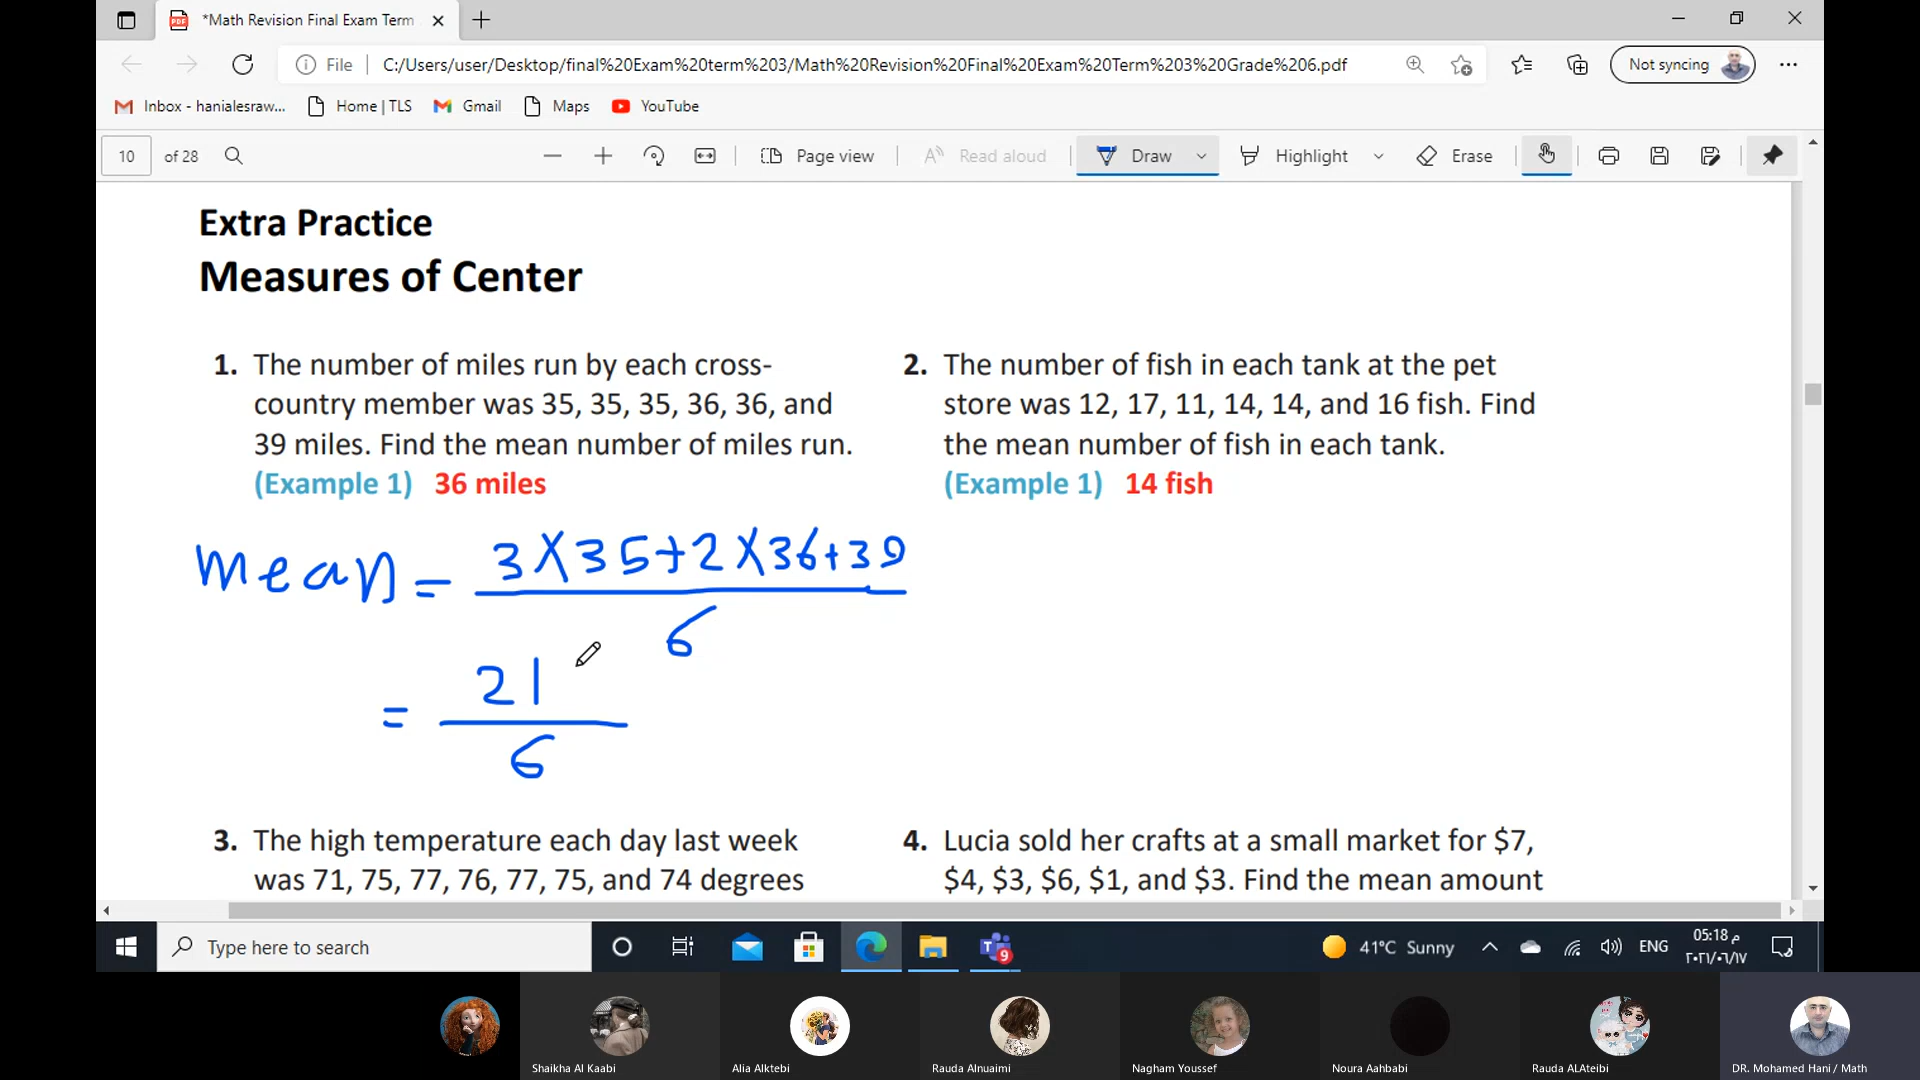 *Math Revision Final Exam Term
File C:/Users/user/Desktop/final%20Exam%20term%203/Math%20Revision%20Final%20Exam%20Term%203%20Grade%206.pdf Not syncing
Inbox - hanialesraw... Home | TLS Gmail Maps YouTube
10 of 28 Page view Read aloud Draw Highlight Erase
Extra Practice
Measures of Center
1. The number of miles run by each cross-
country member was 35, 35, 35, 36, 36, and
39 miles. Find the mean number of miles run.
(Example 1) 36 miles
2. The number of fish in each tank at the pet
store was 12, 17, 11, 14, 14, and 16 fish. Find
the mean number of fish in each tank.
(Example 1) 14 fish
mean = 3 X 35 + 2 X 36 + 39
6
= 21
6
3. The high temperature each day last week
was 71, 75, 77, 76, 77, 75, and 74 degrees
4. Lucia sold her crafts at a small market for $7,
$4, $3, $6, $1, and $3. Find the mean amount
Type here to search 9 41°C Sunny ENG 05:18 م
٢٠٢١/٠٦/١٧
Shaikha Al Kaabi Alia Alktebi Rauda Alnuaimi Nagham Youssef Noura Aahbabi Rauda ALAteibi DR. Mohamed Hani / Math